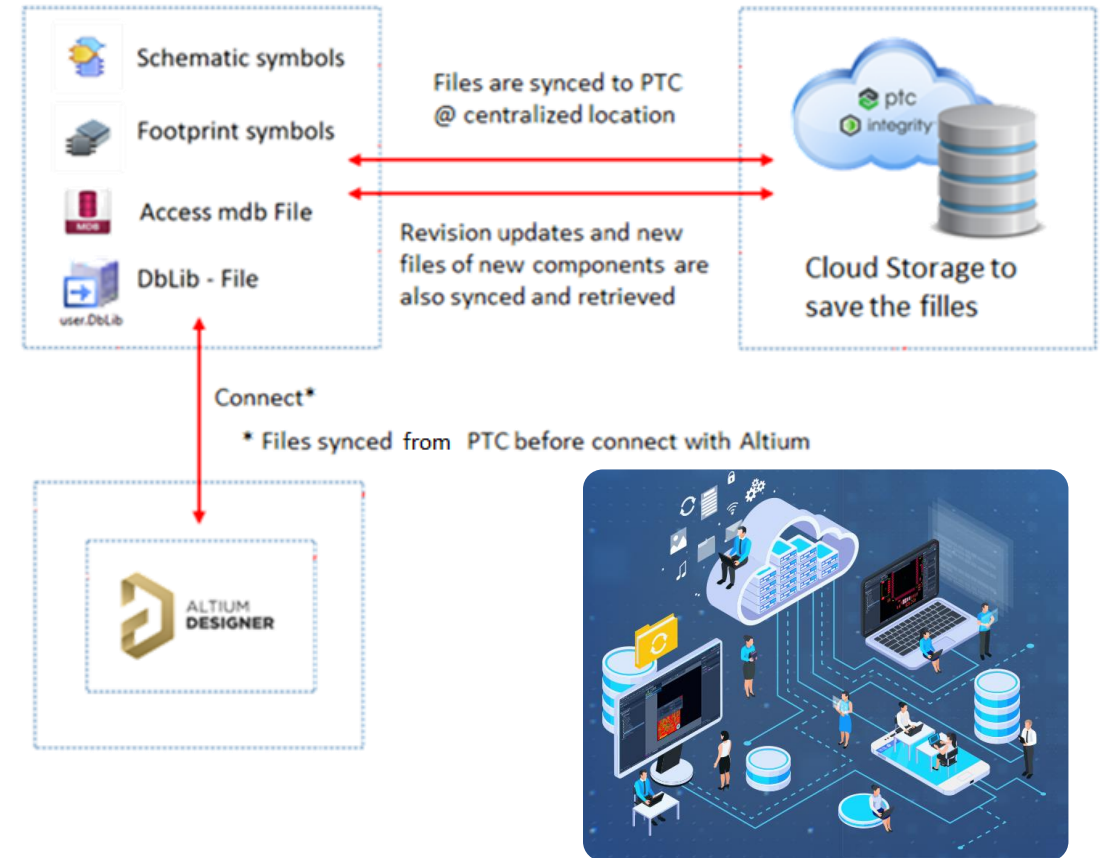 Schematic symbols
Footprint symbols
MDB
Access mdb File
DbLib - File
user.DbLib
Files are synced to PTC
@ centralized location
Revision updates and new
files of new components are
also synced and retrieved
ptc
integrity
Cloud Storage to
save the filles
Connect*
* Files synced from PTC before connect with Altium
ALTIUM
DESIGNER